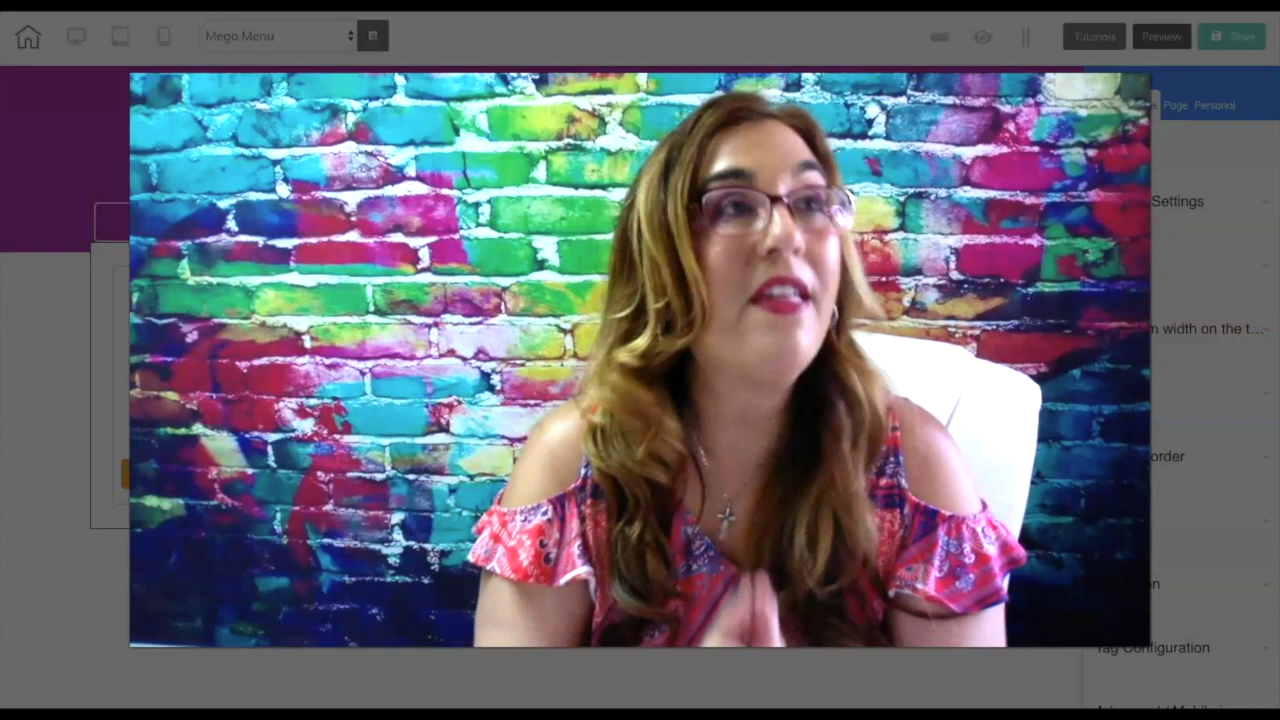 Mega Menu
Tutorials
Preview
Save
Page Personal
Settings
m width on the t...
order
n
Tag Configuration